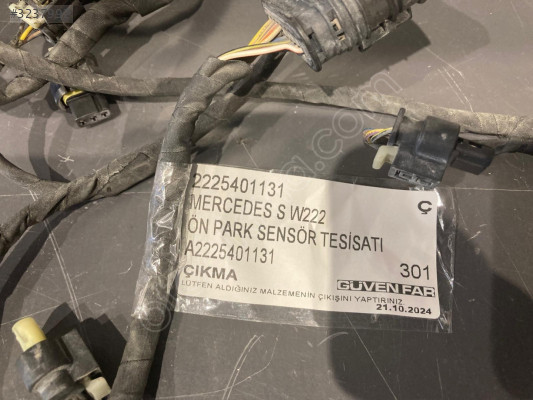 2225401131
MERCEDES S W222
Ç
ÖN PARK SENSÖR TESİSATI
A2225401131
ÇIKMA
301
GÜVEN FAR
LÜTFEN ALDIĞINIZ MALZEMENİN ÇIKIŞINI YAPTIRINIZ
21.10.2024